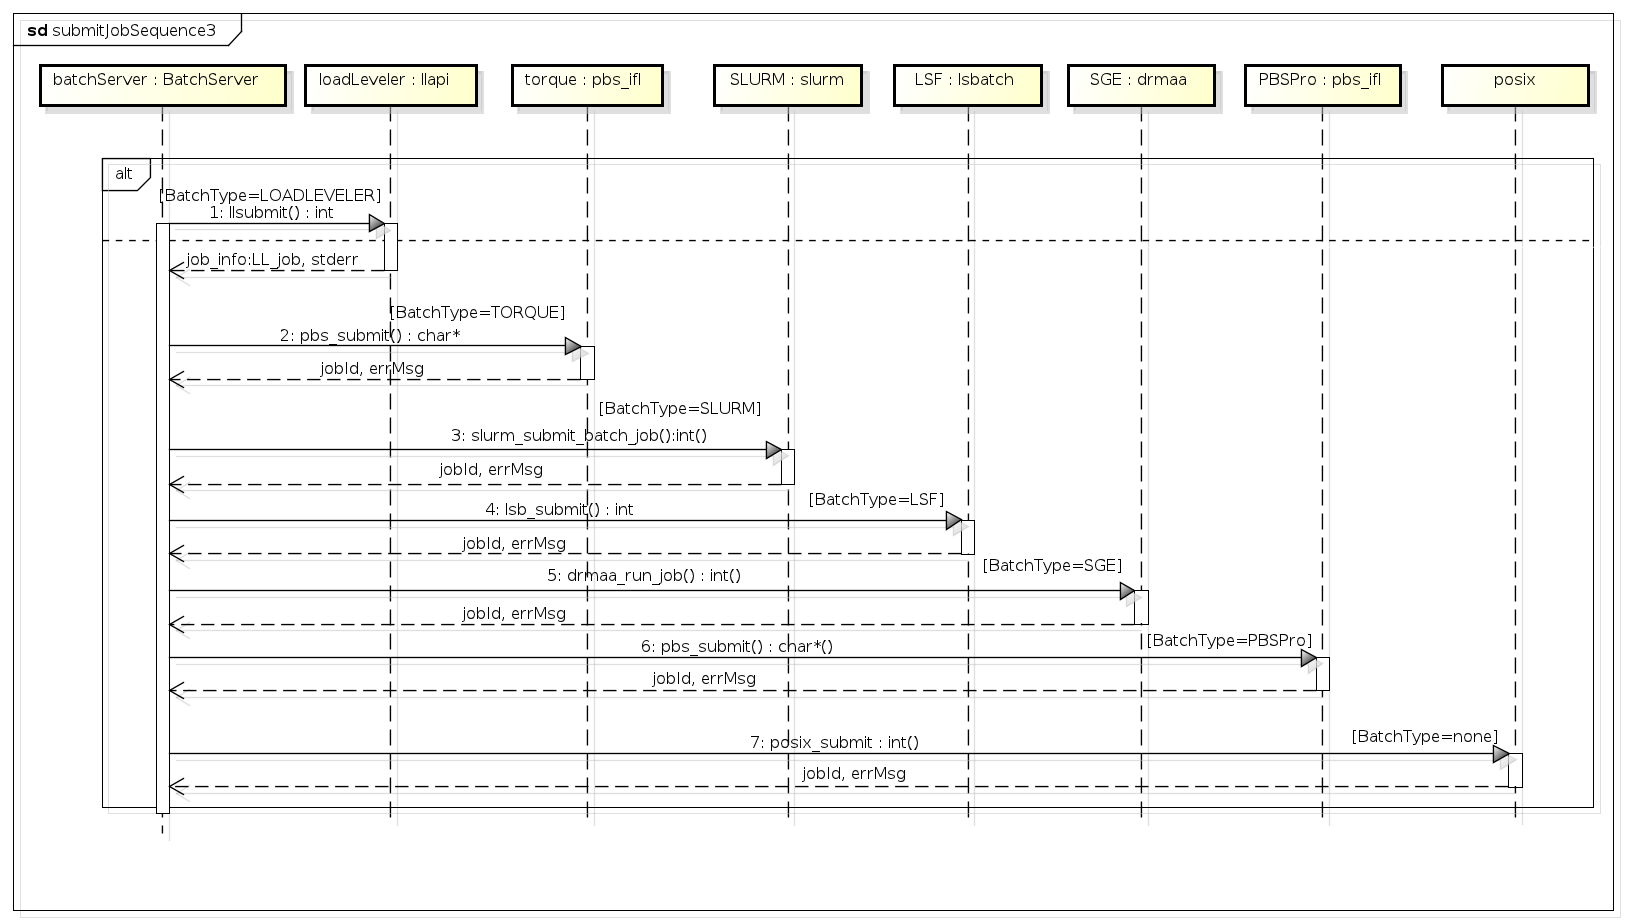 sd submitJobSequence3
batchServer : BatchServer
loadLeveler : llapi
torque : pbs_ifl
SLURM : slurm
LSF : lsbatch
SGE : drmaa
PBSPro : pbs_ifl
posix
alt
[BatchType=LOADLEVELER]
1: llsubmit() : int
job_info:LL_job, stderr
[BatchType=TORQUE]
2: pbs_submit() : char*
jobId, errMsg
[BatchType=SLURM]
3: slurm_submit_batch_job():int()
jobId, errMsg
[BatchType=LSF]
4: lsb_submit() : int
jobId, errMsg
[BatchType=SGE]
5: drmaa_run_job() : int()
jobId, errMsg
[BatchType=PBSPro]
6: pbs_submit() : char*()
jobId, errMsg
[BatchType=none]
7: posix_submit : int()
jobId, errMsg